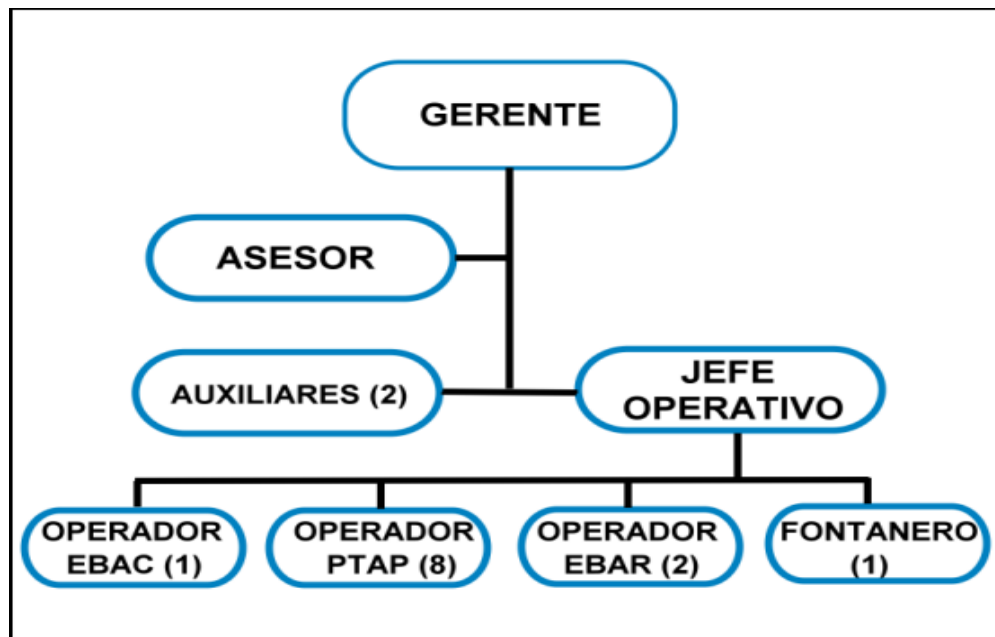 GERENTE
ASESOR
AUXILIARES (2)
JEFE
OPERATIVO
OPERADOR
EBAC (1)
OPERADOR
PTAP (8)
OPERADOR
EBAR (2)
FONTANERO
(1)